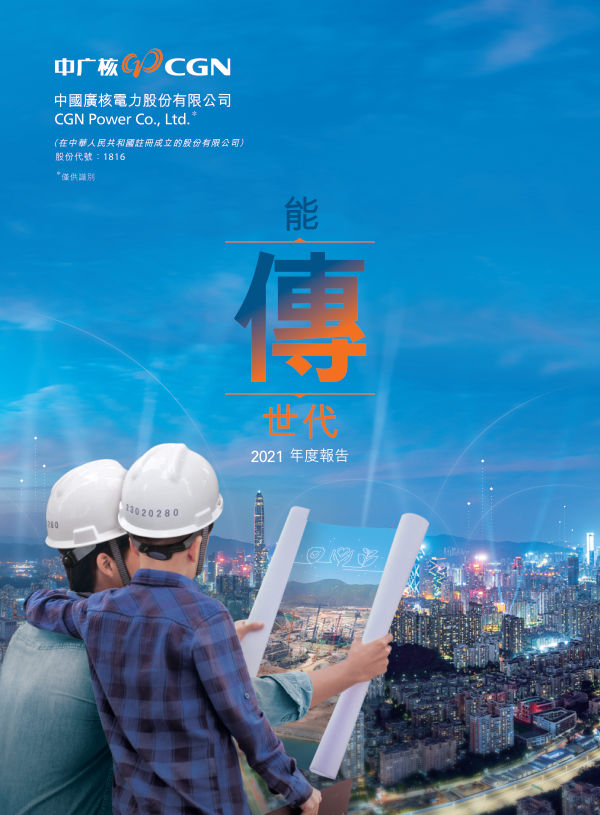 中广核 CGN
中國廣核電力股份有限公司
CGN Power Co., Ltd.*
(在中華人民共和國註冊成立的股份有限公司)
股份代號：1816
*僅供識別
能
傳
世代
2021 年度報告
33020280
280